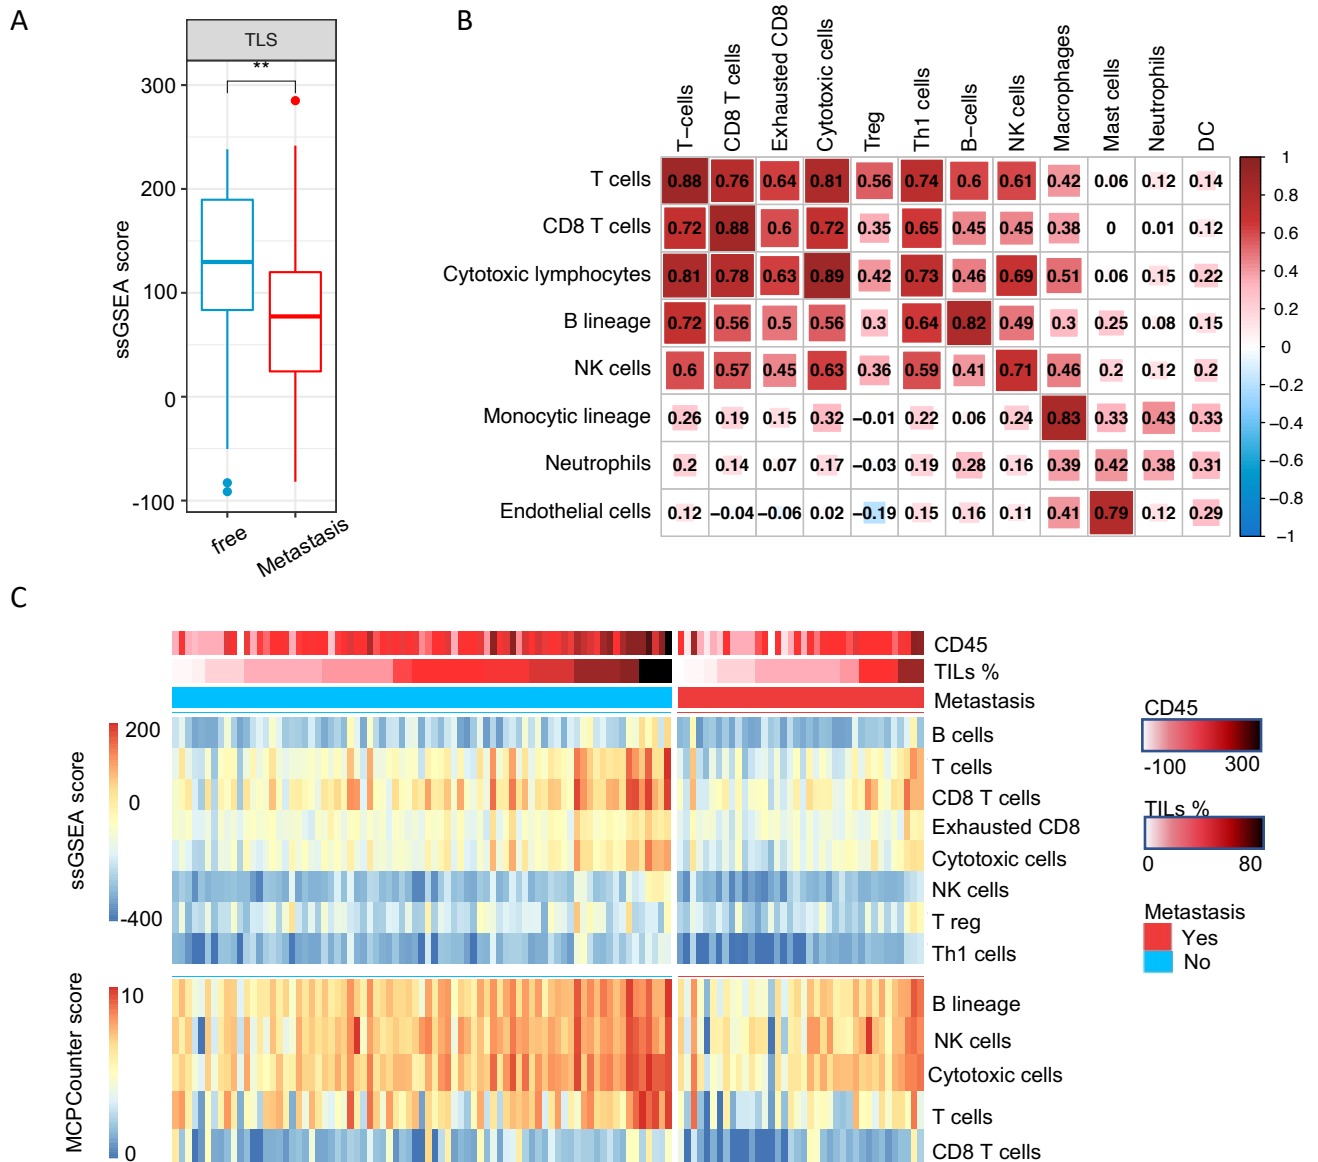 A
TLS
**
300
200
100
0
-100
ssGSEA score
free
Metastasis
B
T-cells
CD8 T cells
Exhausted CD8
Cytotoxic cells
Treg
Th1 cells
B-cells
NK cells
Macrophages
Mast cells
Neutrophils
DC
T cells 0.88 0.76 0.64 0.81 0.56 0.74 0.6 0.61 0.42 0.06 0.12 0.14
CD8 T cells 0.72 0.88 0.6 0.72 0.35 0.65 0.45 0.45 0.38 0 0.01 0.12
Cytotoxic lymphocytes 0.81 0.78 0.63 0.89 0.42 0.73 0.46 0.69 0.51 0.06 0.15 0.22
B lineage 0.72 0.56 0.5 0.56 0.3 0.64 0.82 0.49 0.3 0.25 0.08 0.15
NK cells 0.6 0.57 0.45 0.63 0.36 0.59 0.41 0.71 0.46 0.2 0.12 0.2
Monocytic lineage 0.26 0.19 0.15 0.32 −0.01 0.22 0.06 0.24 0.83 0.33 0.43 0.33
Neutrophils 0.2 0.14 0.07 0.17 −0.03 0.19 0.28 0.16 0.39 0.42 0.38 0.31
Endothelial cells 0.12 −0.04 −0.06 0.02 −0.19 0.15 0.16 0.11 0.41 0.79 0.12 0.29
1
0.8
0.6
0.4
0.2
0
−0.2
−0.4
−0.6
−0.8
−1
C
CD45
TILs %
Metastasis
200
0
-400
ssGSEA score
B cells
T cells
CD8 T cells
Exhausted CD8
Cytotoxic cells
NK cells
T reg
Th1 cells
10
0
MCPCounter score
B lineage
NK cells
Cytotoxic cells
T cells
CD8 T cells
CD45
-100 300
TILs %
0 80
Metastasis
Yes
No